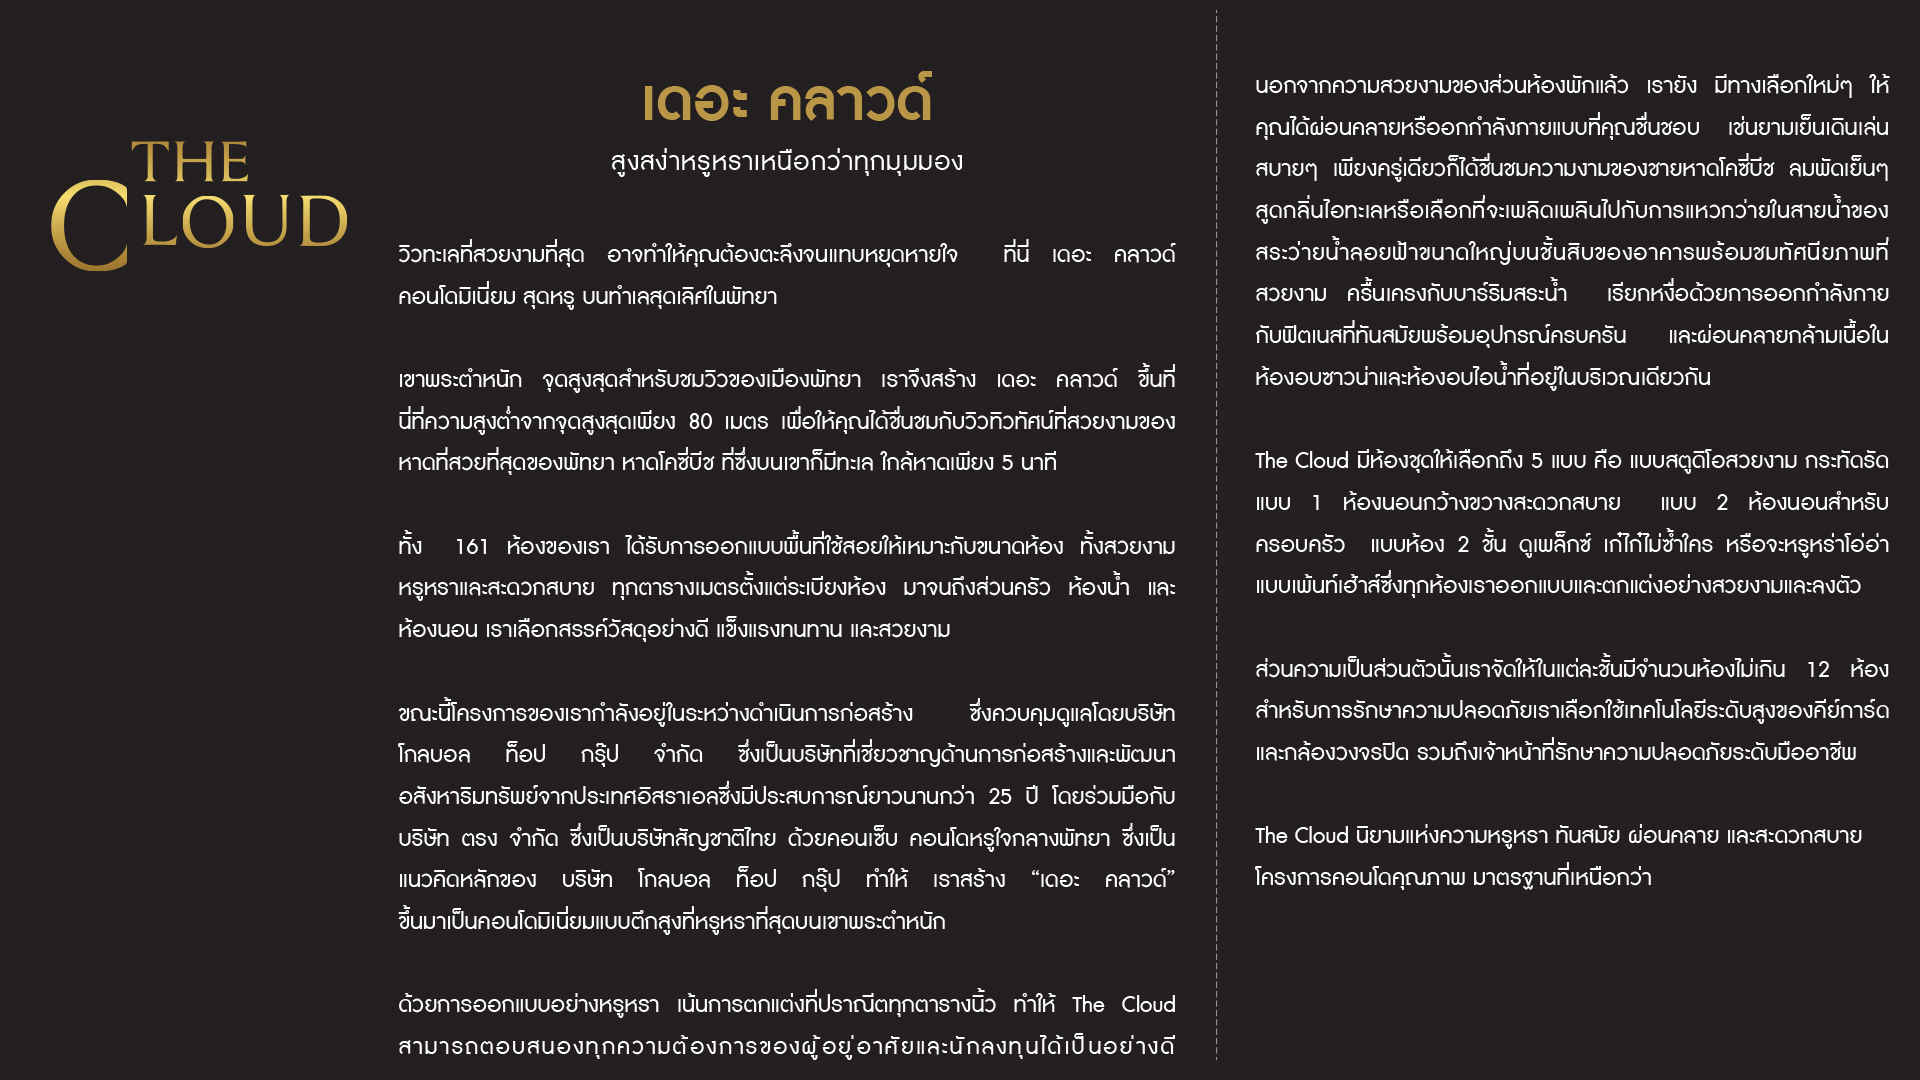 THE
CLOUD
เดอะ คลาวด์
สูงสง่าหรูหราเหนือกว่าทุกมุมมอง
วิวทะเลที่สวยงามที่สุด อาจทำให้คุณต้องตะลึงจนแทบหยุดหายใจ ที่นี่ เดอะ คลาวด์
คอนโดมิเนี่ยม สุดหรู บนทำเลสุดเลิศในพัทยา
เขาพระตำหนัก จุดสูงสุดสำหรับชมวิวของเมืองพัทยา เราจึงสร้าง เดอะ คลาวด์ ขึ้นที่
นี่ที่ความสูงต่ำจากจุดสูงสุดเพียง 80 เมตร เพื่อให้คุณได้ชื่นชมกับวิวทิวทัศน์ที่สวยงามของ
หาดที่สวยที่สุดของพัทยา หาดโคซี่บีช ที่ซึ่งบนเขาก็มีทะเล ใกล้หาดเพียง 5 นาที
ทั้ง 161 ห้องของเรา ได้รับการออกแบบพื้นที่ใช้สอยให้เหมาะกับขนาดห้อง ทั้งสวยงาม
หรูหราและสะดวกสบาย ทุกตารางเมตรตั้งแต่ระเบียงห้อง มาจนถึงส่วนครัว ห้องน้ำ และ
ห้องนอน เราเลือกสรรค์วัสดุอย่างดี แข็งแรงทนทาน และสวยงาม
ขณะนี้โครงการของเรากำลังอยู่ในระหว่างดำเนินการก่อสร้าง ซึ่งควบคุมดูแลโดยบริษัท
โกลบอล ท็อป กรุ๊ป จำกัด ซึ่งเป็นบริษัทที่เชี่ยวชาญด้านการก่อสร้างและพัฒนา
อสังหาริมทรัพย์จากประเทศอิสราเอลซึ่งมีประสบการณ์ยาวนานกว่า 25 ปี โดยร่วมมือกับ
บริษัท ตรง จำกัด ซึ่งเป็นบริษัทสัญชาติไทย ด้วยคอนเซ็บ คอนโดหรูใจกลางพัทยา ซึ่งเป็น
แนวคิดหลักของ บริษัท โกลบอล ท็อป กรุ๊ป ทำให้ เราสร้าง “เดอะ คลาวด์”
ขึ้นมาเป็นคอนโดมิเนี่ยมแบบตึกสูงที่หรูหราที่สุดบนเขาพระตำหนัก
ด้วยการออกแบบอย่างหรูหรา เน้นการตกแต่งที่ปราณีตทุกตารางนิ้ว ทำให้ The Cloud
สามารถตอบสนองทุกความต้องการของผู้อยู่อาศัยและนักลงทุนได้เป็นอย่างดี
นอกจากความสวยงามของส่วนห้องพักแล้ว เรายัง มีทางเลือกใหม่ๆ ให้
คุณได้ผ่อนคลายหรือออกกำลังกายแบบที่คุณชื่นชอบ เช่นยามเย็นเดินเล่น
สบายๆ เพียงครู่เดียวก็ได้ชื่นชมความงามของชายหาดโคซี่บีช ลมพัดเย็นๆ
สูดกลิ่นไอทะเลหรือเลือกที่จะเพลิดเพลินไปกับการแหวกว่ายในสายน้ำของ
สระว่ายน้ำลอยฟ้าขนาดใหญ่บนชั้นสิบของอาคารพร้อมชมทัศนียภาพที่
สวยงาม ครื้นเครงกับบาร์ริมสระน้ำ เรียกหงื่อด้วยการออกกำลังกาย
กับฟิตเนสที่ทันสมัยพร้อมอุปกรณ์ครบครัน และผ่อนคลายกล้ามเนื้อใน
ห้องอบซาวน่าและห้องอบไอน้ำที่อยู่ในบริเวณเดียวกัน
The Cloud มีห้องชุดให้เลือกถึง 5 แบบ คือ แบบสตูดิโอสวยงาม กระทัดรัด
แบบ 1 ห้องนอนกว้างขวางสะดวกสบาย แบบ 2 ห้องนอนสำหรับ
ครอบครัว แบบห้อง 2 ชั้น ดูเพล็กซ์ เก๋ไก๋ไม่ซ้ำใคร หรือจะหรูหร่าโอ่อ่า
แบบเพ้นท์เฮ้าส์ซึ่งทุกห้องเราออกแบบและตกแต่งอย่างสวยงามและลงตัว
ส่วนความเป็นส่วนตัวนั้นเราจัดให้ในแต่ละชั้นมีจำนวนห้องไม่เกิน 12 ห้อง
สำหรับการรักษาความปลอดภัยเราเลือกใช้เทคโนโลยีระดับสูงของคีย์การ์ด
และกล้องวงจรปิด รวมถึงเจ้าหน้าที่รักษาความปลอดภัยระดับมืออาชีพ
The Cloud นิยามแห่งความหรูหรา ทันสมัย ผ่อนคลาย และสะดวกสบาย
โครงการคอนโดคุณภาพ มาตรฐานที่เหนือกว่า